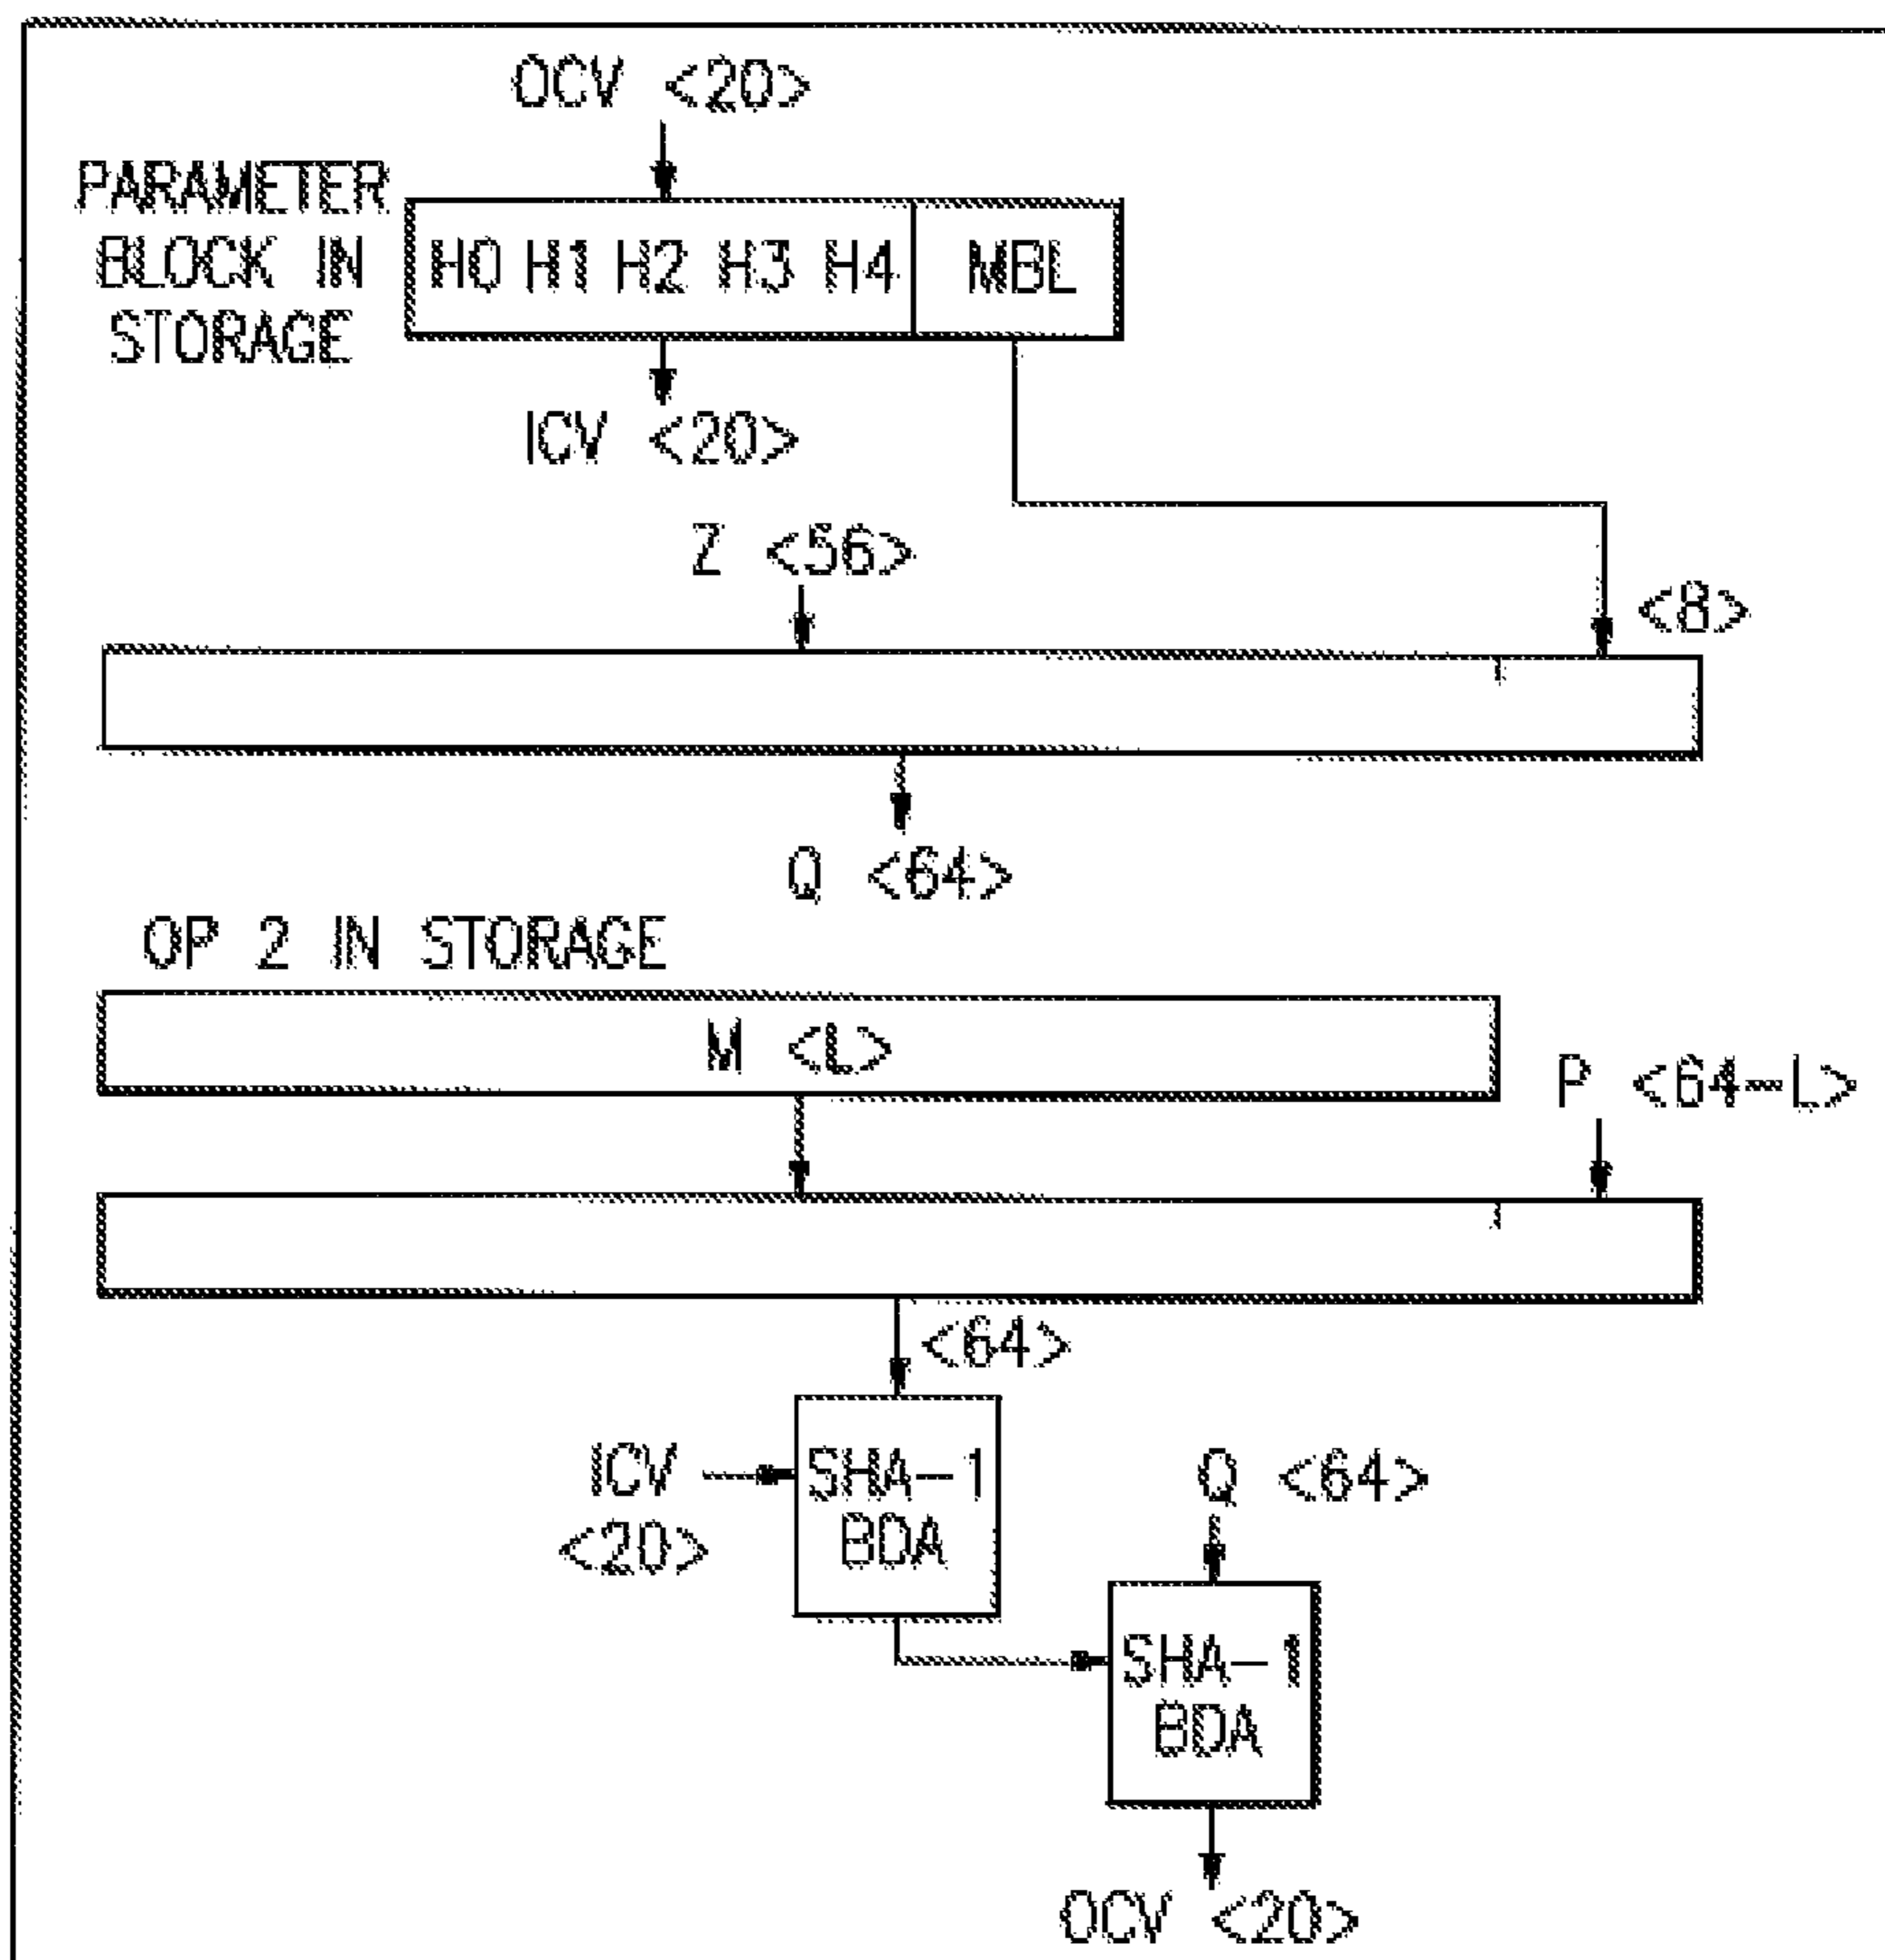 OCV <20>
PARAMETER
BLOCK IN
STORAGE
H0 H1 H2 H3 H4 MBL
ICV <20>
Z <56>
<8>
Q <64>
OP 2 IN STORAGE
M <L>
P <64-L>
<64>
ICV
<20>
SHA-1
BDA
Q <64>
SHA-1
BDA
OCV <20>